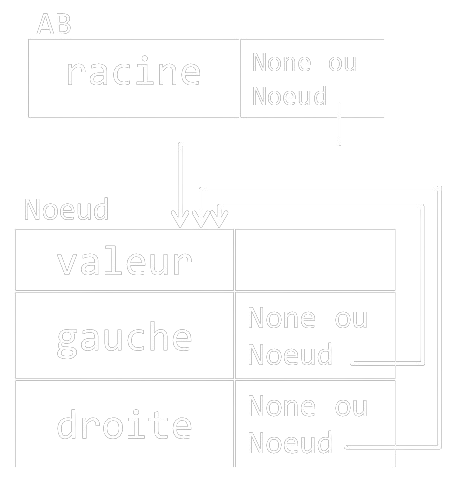 AB
racine
None ou
Noeud
Noeud
valeur
gauche
None ou
Noeud
droite
None ou
Noeud